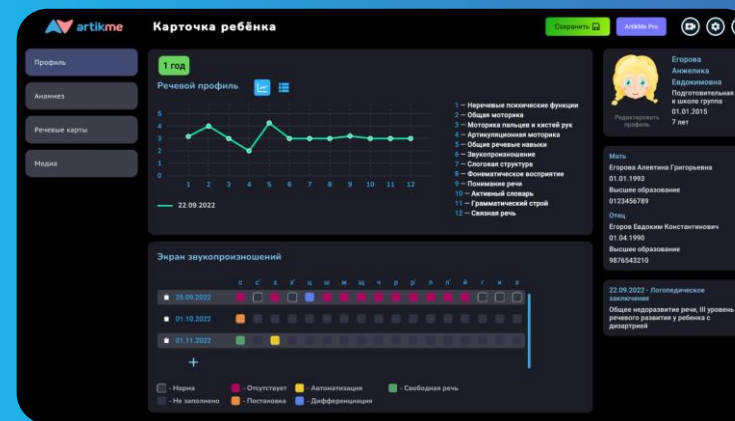 artikme
Карточка ребёнка
Сохранить
ArtikMe Pro
Профиль
Анамнез
Речевые карты
Медиа
1 год
Речевой профиль
5
4
3
2
1
0
1 2 3 4 5 6 7 8 9 10 11 12
22.09.2022
1 — Неречевые психические функции
2 — Общая моторика
3 — Моторика пальцев и кистей рук
4 — Артикуляционная моторика
5 — Общие речевые навыки
6 — Звукопроизношение
7 — Слоговая структура
8 — Фонематическое восприятие
9 — Понимание речи
10 — Активный словарь
11 — Грамматический строй
12 — Связная речь
Экран звукопроизношений
с с' з з' ц ш ж щ ч р р' л л' й г к х
23.09.2022
01.10.2022
01.11.2022
+
- Норма
- Отсутствует
- Автоматизация
- Свободная речь
- Не заполнено
- Постановка
- Дифференциация
Егорова
Анжелика
Евдокимовна
Подготовительная
к школе группа
01.01.2015
7 лет
Редактировать
профиль
Мать
Егорова Алевтина Григорьевна
01.01.1993
Высшее образование
0123456789
Отец
Егоров Евдоким Константинович
01.04.1990
Высшее образование
9876543210
22.09.2022 - Логопедическое
заключение
Общее недоразвитие речи, III уровень
речевого развития у ребенка с
дизартрией